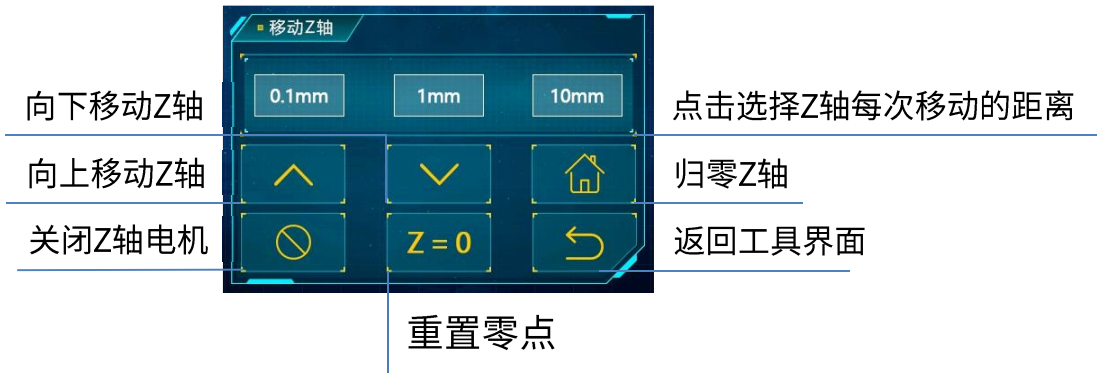 移动Z轴
0.1mm
1mm
10mm
向下移动Z轴
点击选择Z轴每次移动的距离
向上移动Z轴
归零Z轴
关闭Z轴电机
Z = 0
返回工具界面
重置零点